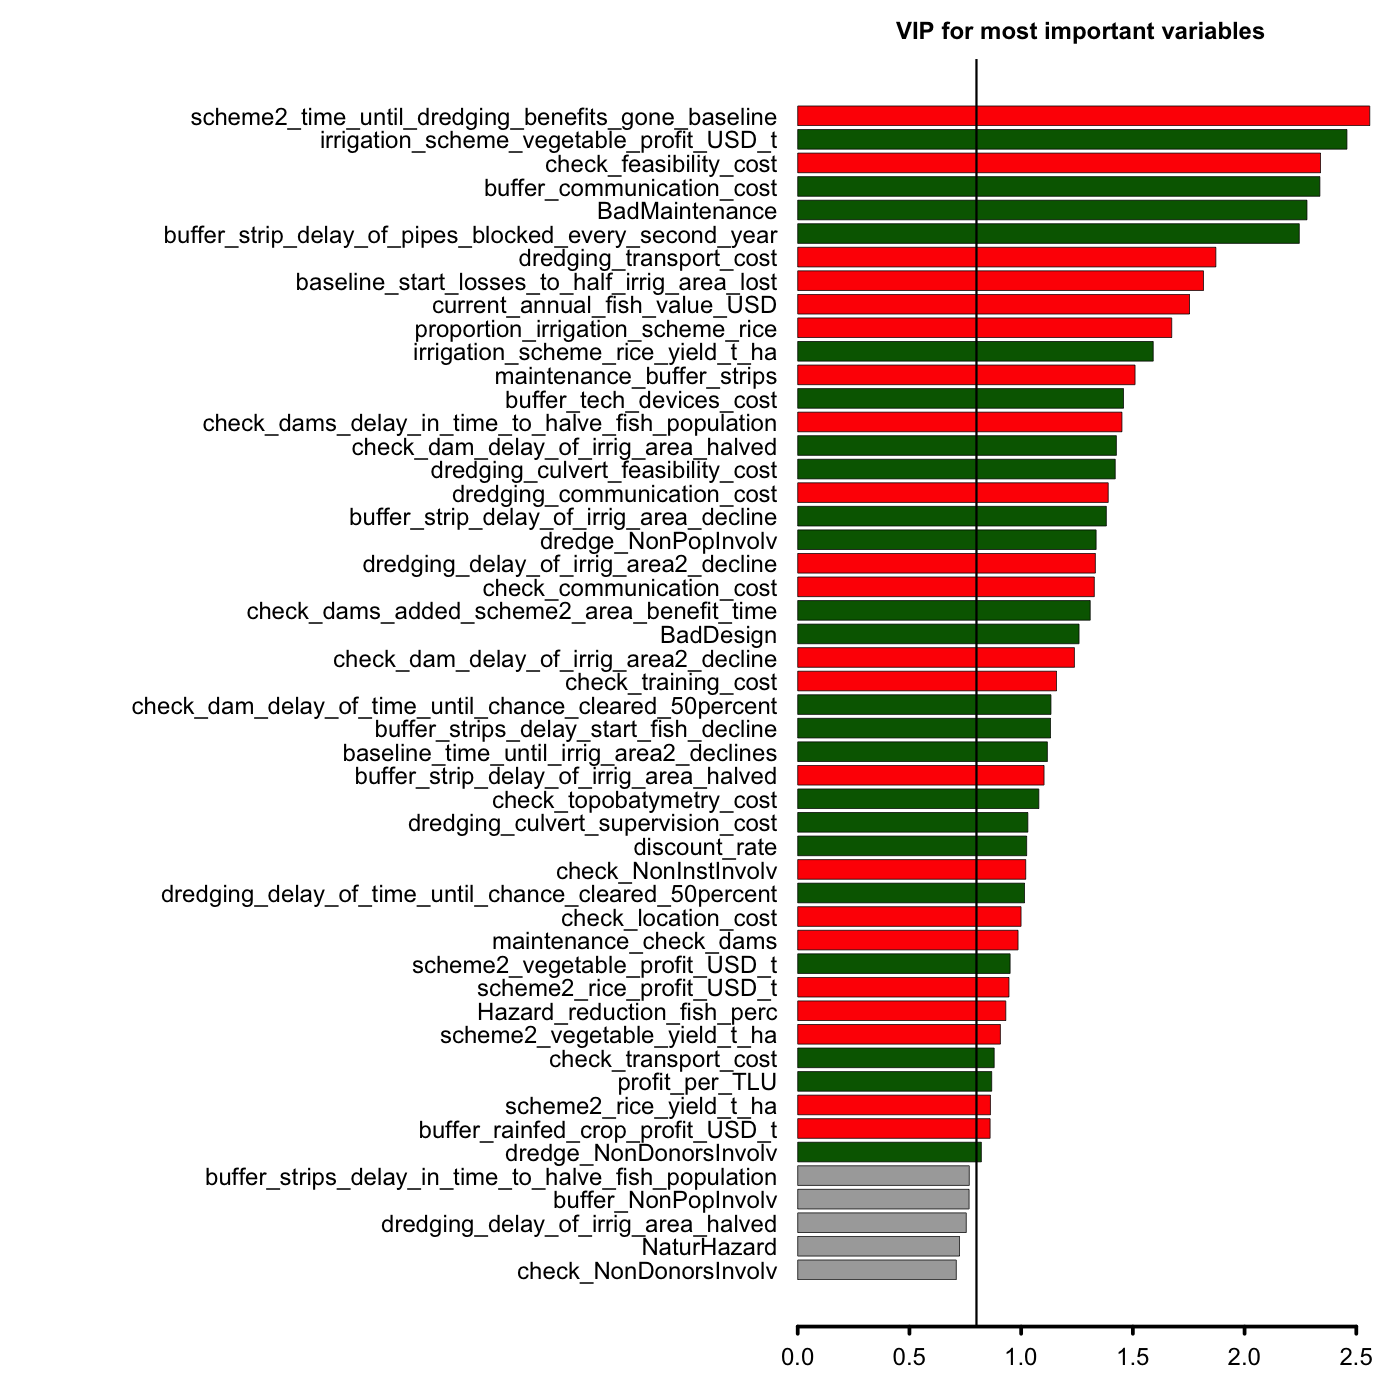 VIP for most important variables
scheme2_time_until_dredging_benefits_gone_baseline
irrigation_scheme_vegetable_profit_USD_t
check_feasibility_cost
buffer_communication_cost
BadMaintenance
buffer_strip_delay_of_pipes_blocked_every_second_year
dredging_transport_cost
baseline_start_losses_to_half_irrig_area_lost
current_annual_fish_value_USD
proportion_irrigation_scheme_rice
irrigation_scheme_rice_yield_t_ha
maintenance_buffer_strips
buffer_tech_devices_cost
check_dams_delay_in_time_to_halve_fish_population
check_dam_delay_of_irrig_area_halved
dredging_culvert_feasibility_cost
dredging_communication_cost
buffer_strip_delay_of_irrig_area_decline
dredge_NonPopInvolv
dredging_delay_of_irrig_area2_decline
check_communication_cost
check_dams_added_scheme2_area_benefit_time
BadDesign
check_dam_delay_of_irrig_area2_decline
check_training_cost
check_dam_delay_of_time_until_chance_cleared_50percent
buffer_strips_delay_start_fish_decline
baseline_time_until_irrig_area2_declines
buffer_strip_delay_of_irrig_area_halved
check_topobatymetry_cost
dredging_culvert_supervision_cost
discount_rate
check_NonInstInvolv
dredging_delay_of_time_until_chance_cleared_50percent
check_location_cost
maintenance_check_dams
scheme2_vegetable_profit_USD_t
scheme2_rice_profit_USD_t
Hazard_reduction_fish_perc
scheme2_vegetable_yield_t_ha
check_transport_cost
profit_per_TLU
scheme2_rice_yield_t_ha
buffer_rainfed_crop_profit_USD_t
dredge_NonDonorsInvolv
buffer_strips_delay_in_time_to_halve_fish_population
buffer_NonPopInvolv
dredging_delay_of_irrig_area_halved
NaturHazard
check_NonDonorsInvolv
0.0 0.5 1.0 1.5 2.0 2.5